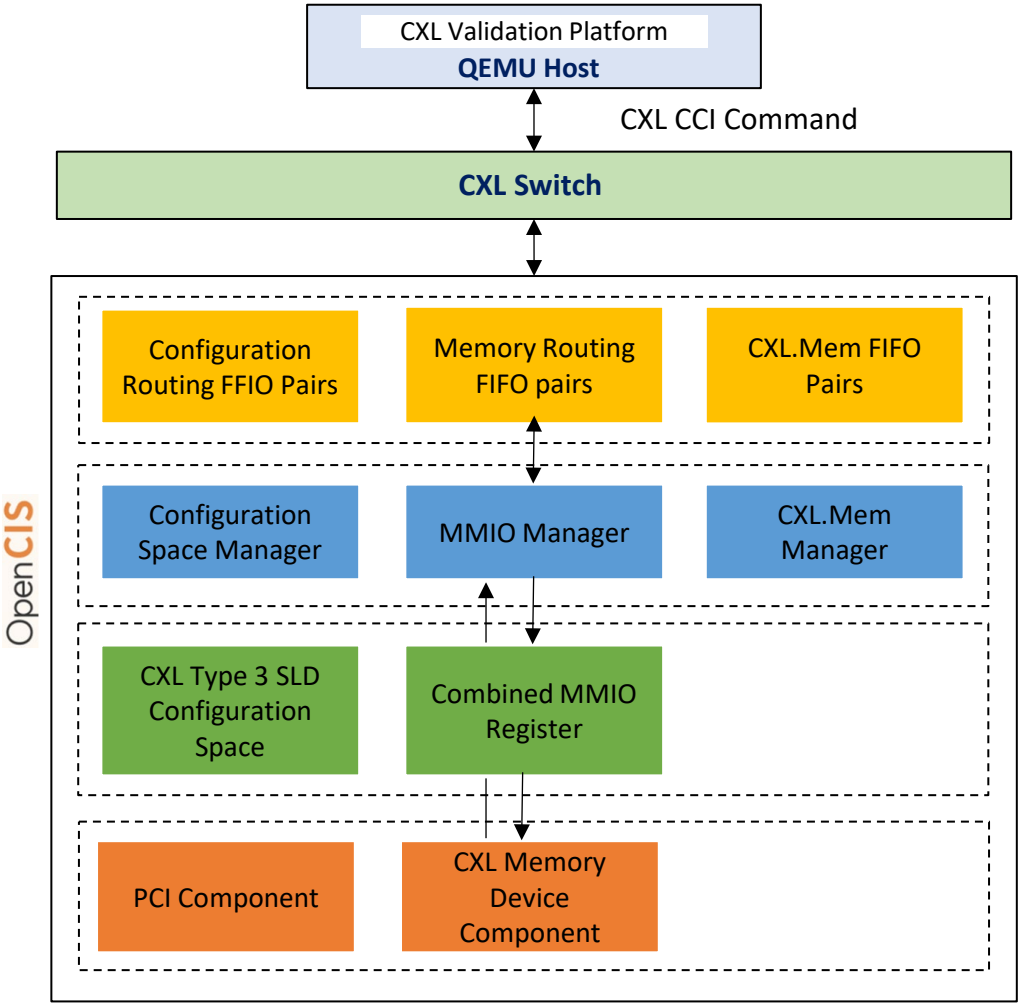 CXL Validation Platform
QEMU Host
CXL CCI Command
CXL Switch
Configuration
Routing FFIO Pairs
Memory Routing
FIFO pairs
CXL.Mem FIFO
Pairs
OpenCIS
Configuration
Space Manager
MMIO Manager
CXL.Mem
Manager
CXL Type 3 SLD
Configuration
Space
Combined MMIO
Register
PCI Component
CXL Memory
Device
Component